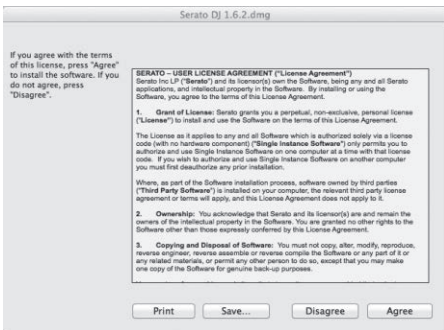 Serato DJ 1.6.2.dmg
If you agree with the terms
of this license, press "Agree"
to install the software. If you
do not agree, press
"Disagree".
SERATO – USER LICENSE AGREEMENT ("License Agreement")
Serato Inc LP ("Serato") and its licensor(s) own the Software, being any and all Serato
applications, and intellectual property in the Software. By installing or using the
Software, you agree to the terms of this License Agreement.
1. Grant of License: Serato grants you a perpetual, non-exclusive, personal license
("License") to install and use the Software on the terms of this License Agreement.
The License as it applies to any and all Software which is authorized solely via a license
code (with no hardware component) ("Single Instance Software") only permits you to
authorize and use Single Instance Software on one computer at a time with that license
code. If you wish to authorize and use Single Instance Software on another computer
you must first deauthorize any prior installation.
Where, as part of the Software installation process, software owned by third parties
("Third Party Software") is installed on your computer, the relevant third party license
agreement or terms will apply, and this License Agreement does not apply to it.
2. Ownership: You acknowledge that Serato and its licensor(s) are and remain the
owners of the intellectual property in the Software. You are granted no other rights to the
Software other than those expressly conferred by this License Agreement.
3. Copying and Disposal of Software: You must not copy, alter, modify, reproduce,
reverse engineer, reverse assemble or reverse compile the Software or any part of it or
any related materials, or permit any other person to do so, except that you may make
one copy of the Software for genuine back-up purposes.
Print Save... Disagree Agree